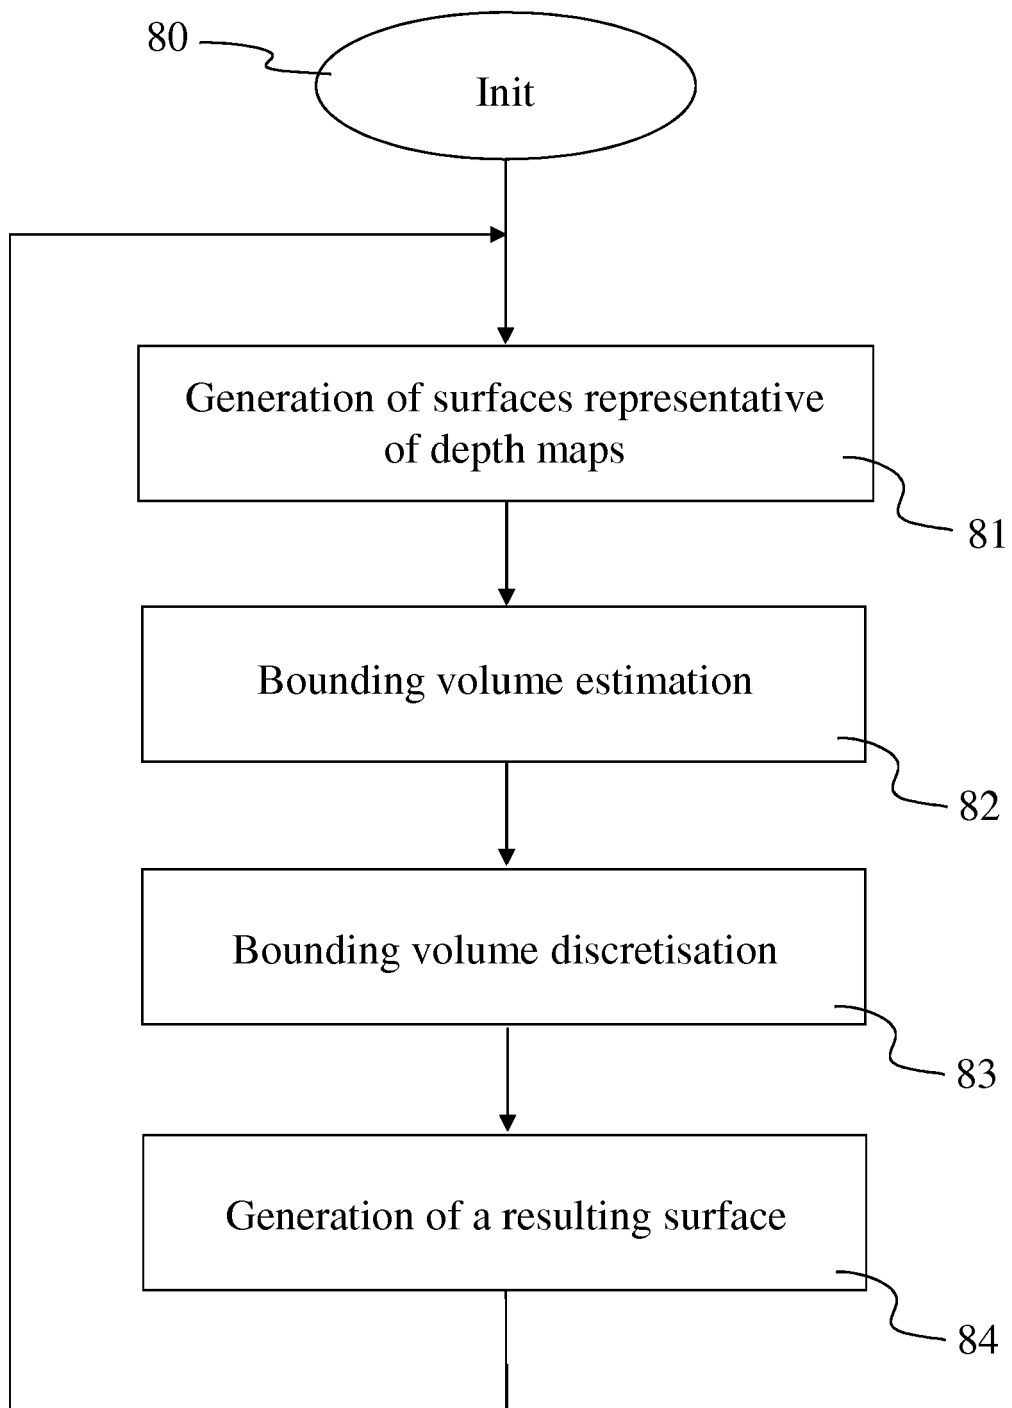 80
Init
Generation of surfaces representative
of depth maps
81
Bounding volume estimation
82
Bounding volume discretisation
83
Generation of a resulting surface
84